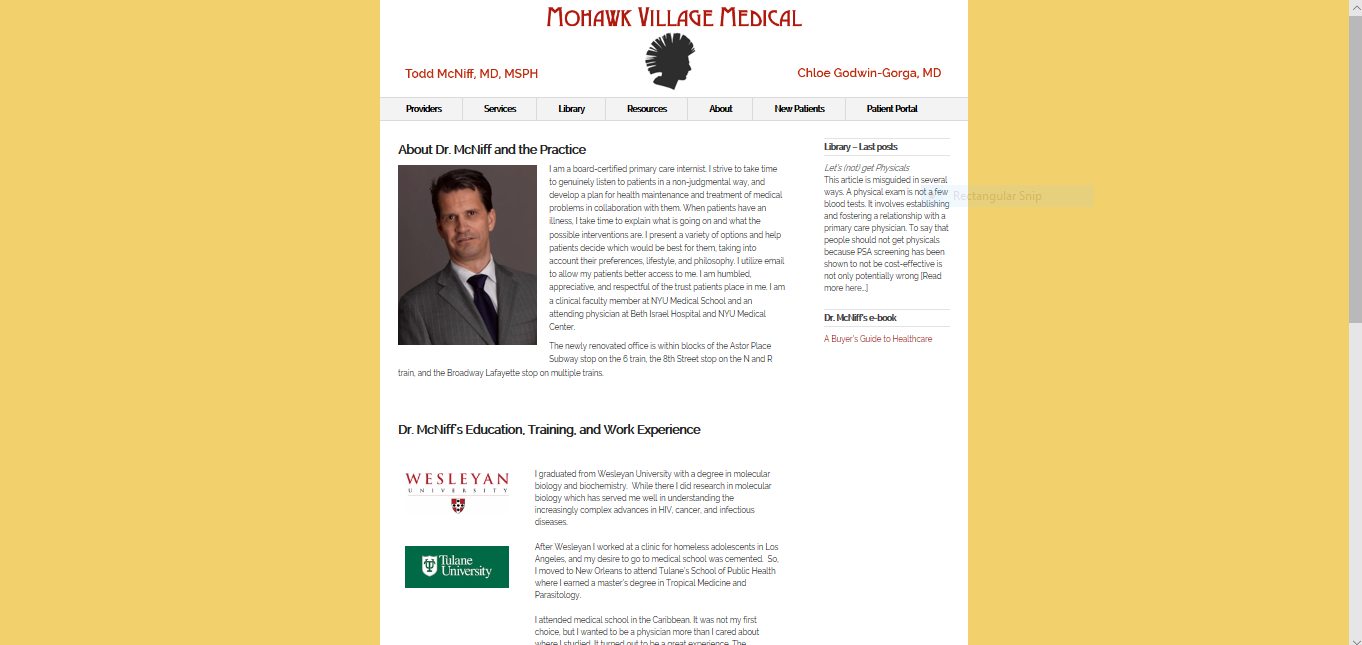 Mohawk Village Medical
Todd McNiff, MD, MSPH
Chloe Godwin-Gorga, MD
Providers
Services
Library
Resources
About
New Patients
Patient Portal
About Dr. McNiff and the Practice
I am a board-certified primary care internist. I strive to take time
to genuinely listen to patients in a non-judgmental way, and
develop a plan for health maintenance and treatment of medical
problems in collaboration with them. When patients have an
illness, I take time to explain what is going on and what the
possible interventions are. I present a variety of options and help
patients decide which would be best for them, taking into
account their preferences, lifestyle, and philosophy. I utilize email
to allow my patients better access to me. I am humbled,
appreciative, and respectful of the trust patients place in me. I am
a clinical faculty member at NYU Medical School and an
attending physician at Beth Israel Hospital and NYU Medical
Center.
The newly renovated office is within blocks of the Astor Place
Subway stop on the 6 train, the 8th Street stop on the N and R
train, and the Broadway Lafayette stop on multiple trains.
Library – Last posts
Let's (not) get Physicals
This article is misguided in several
ways. A physical exam is not a few
blood tests. It involves establishing
and fostering a relationship with a
primary care physician. To say that
people should not get physicals
because PSA screening has been
shown to not be cost-effective is
not only potentially wrong [Read
more here...]
Dr. McNiff's e-book
A Buyer's Guide to Healthcare
Rectangular Snip
Dr. McNiff's Education, Training, and Work Experience
WESLEYAN
UNIVERSITY
I graduated from Wesleyan University with a degree in molecular
biology and biochemistry. While there I did research in molecular
biology which has served me well in understanding the
increasingly complex advances in HIV, cancer, and infectious
diseases.
Tulane
University
After Wesleyan I worked at a clinic for homeless adolescents in Los
Angeles, and my desire to go to medical school was cemented. So,
I moved to New Orleans to attend Tulane's School of Public Health
where I earned a master's degree in Tropical Medicine and
Parasitology.
I attended medical school in the Caribbean. It was not my first
choice, but I wanted to be a physician more than I cared about
where I studied. It turned out to be a great experience. The